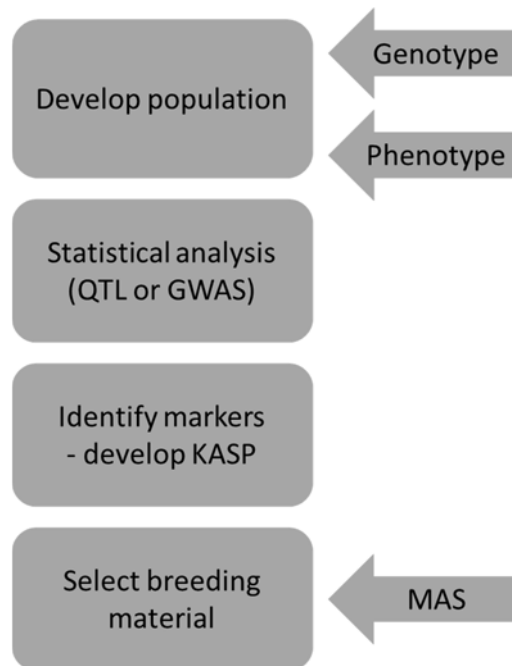 Develop population
Genotype
Phenotype
Statistical analysis
(QTL or GWAS)
Identify markers
- develop KASP
Select breeding
material
MAS